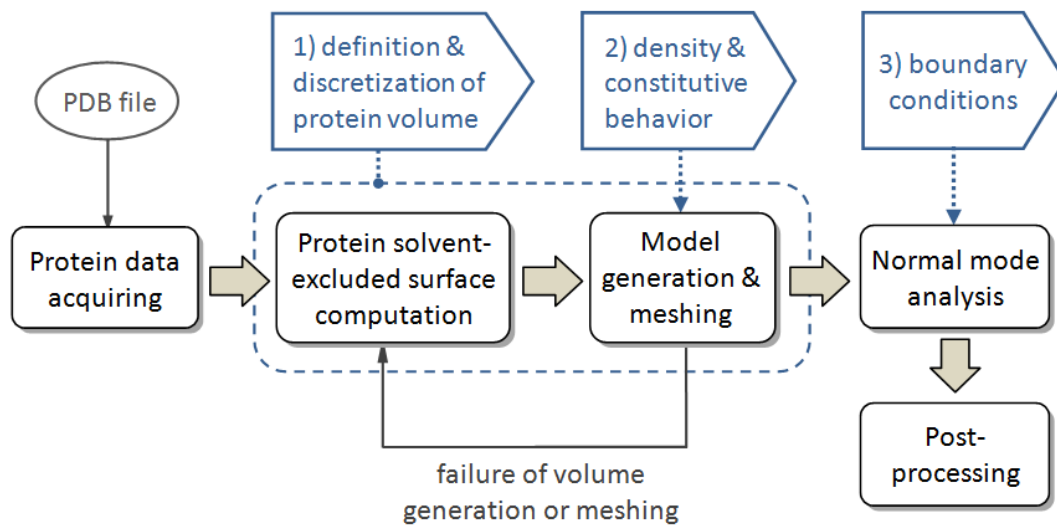 1) definition &
discretization of
protein volume
2) density &
constitutive
behavior
3) boundary
conditions
PDB file
Protein data
acquiring
Protein solvent-
excluded surface
computation
Model
generation &
meshing
Normal mode
analysis
Post-
processing
failure of volume
generation or meshing